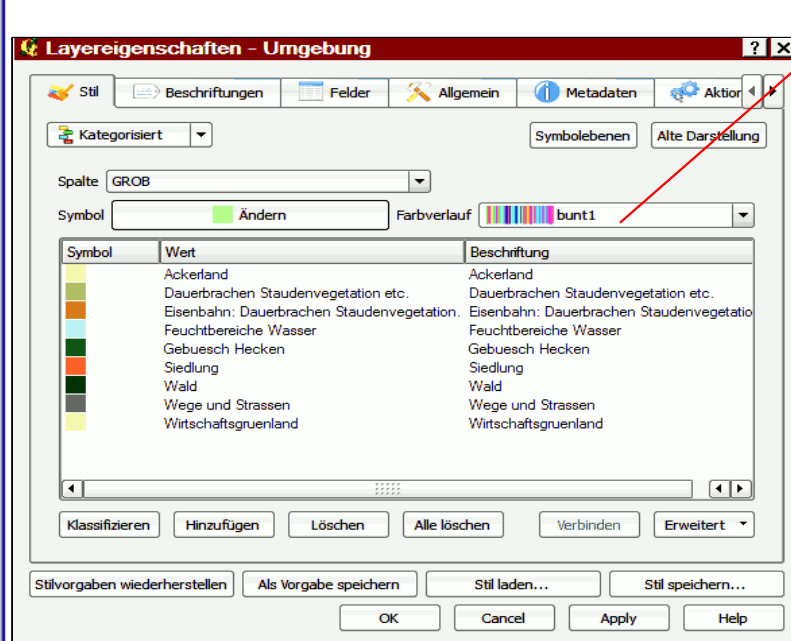 Layereigenschaften - Umgebung
Stil Beschriftungen Felder Allgemein Metadaten Aktior
Kategorisiert Symbolebenen Alte Darstellung
Spalte GROB
Symbol Ändern Farbverlauf bunt1
Symbol Wert Beschriftung
Ackerland Ackerland
Dauerbrachen Staudenvegetation etc. Dauerbrachen Staudenvegetation etc.
Eisenbahn: Dauerbrachen Staudenvegetation. Eisenbahn: Dauerbrachen Staudenvegetatio
Feuchtbereiche Wasser Feuchtbereiche Wasser
Gebuesch Hecken Gebuesch Hecken
Siedlung Siedlung
Wald Wald
Wege und Strassen Wege und Strassen
Wirtschaftsgruenland Wirtschaftsgruenland
Klassifizieren Hinzufügen Löschen Alle löschen Verbinden Erweitert
Stilvorgaben wiederherstellen Als Vorgabe speichern Stil laden... Stil speichern...
OK Cancel Apply Help